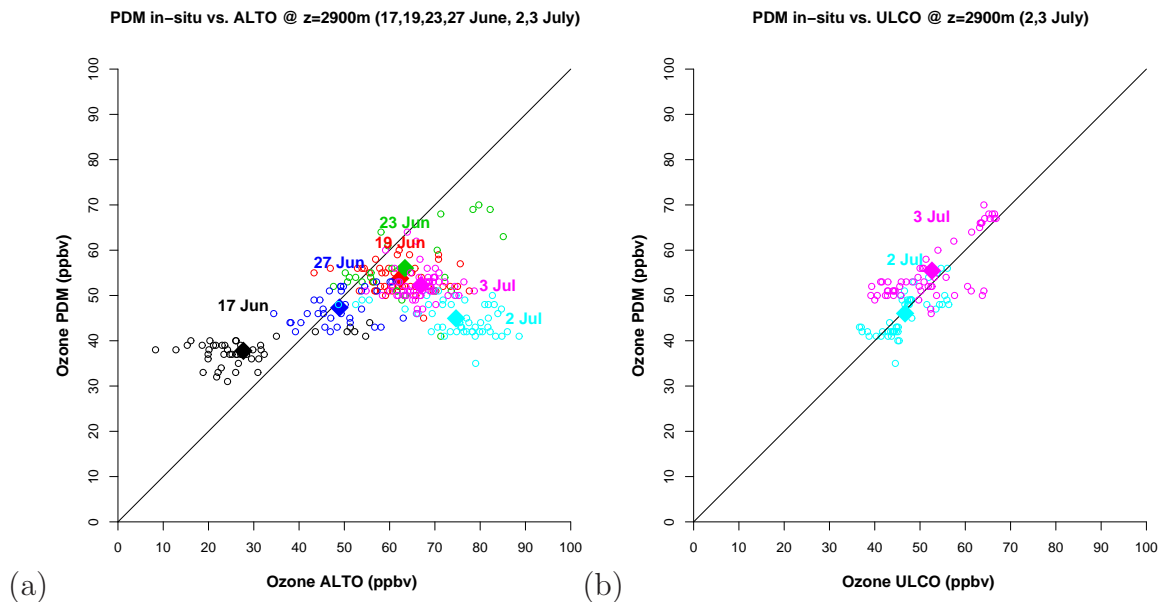 PDM in−situ vs. ALTO @ z=2900m (17,19,23,27 June, 2,3 July)
Ozone PDM (ppbv)
100
90
80
70
60
50
40
30
20
10
0
23 Jun
19 Jun
27 Jun
3 Jul
17 Jun
2 Jul
0 10 20 30 40 50 60 70 80 90 100
Ozone ALTO (ppbv)
(a)
PDM in−situ vs. ULCO @ z=2900m (2,3 July)
Ozone PDM (ppbv)
100
90
80
70
60
50
40
30
20
10
0
3 Jul
2 Jul
0 10 20 30 40 50 60 70 80 90 100
Ozone ULCO (ppbv)
(b)